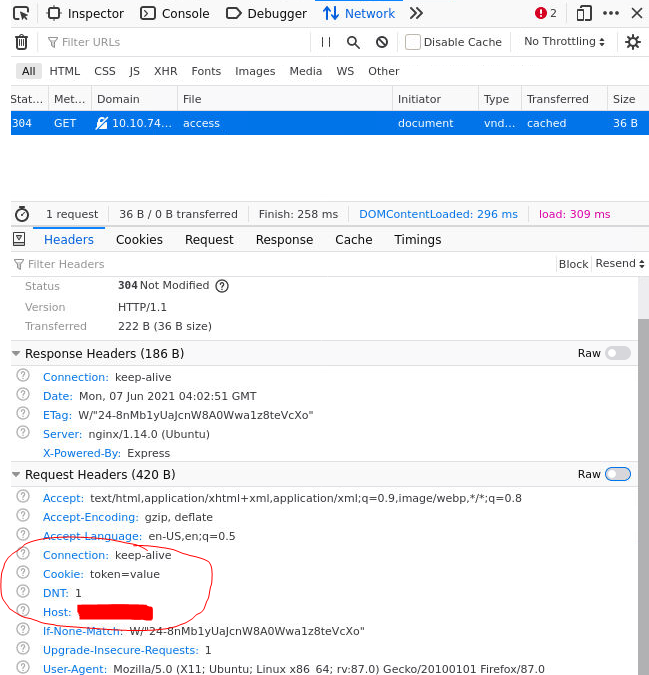 Inspector Console Debugger Network 2
Filter URLs Disable Cache No Throttling
All HTML CSS JS XHR Fonts Images Media WS Other
Stat... Met... Domain File Initiator Type Transferred Size
304 GET 10.10.74... access document vnd... cached 36 B
1 request 36 B / 0 B transferred Finish: 258 ms DOMContentLoaded: 296 ms load: 309 ms
Headers Cookies Request Response Cache Timings
Filter Headers Block Resend
Status 304 Not Modified ?
Version HTTP/1.1
Transferred 222 B (36 B size)
Response Headers (186 B) Raw
? Connection: keep-alive
? Date: Mon, 07 Jun 2021 04:02:51 GMT
? ETag: W/"24-8nMb1yUaJcnW8A0Wwa1z8teVcXo"
? Server: nginx/1.14.0 (Ubuntu)
X-Powered-By: Express
Request Headers (420 B) Raw
? Accept: text/html,application/xhtml+xml,application/xml;q=0.9,image/webp,*/*;q=0.8
? Accept-Encoding: gzip, deflate
? Accept-Language: en-US,en;q=0.5
? Connection: keep-alive
? Cookie: token=value
? DNT: 1
? Host:
? If-None-Match: W/"24-8nMb1yUaJcnW8A0Wwa1z8teVcXo"
? Upgrade-Insecure-Requests: 1
? User-Agent: Mozilla/5.0 (X11; Ubuntu; Linux x86_64; rv:87.0) Gecko/20100101 Firefox/87.0